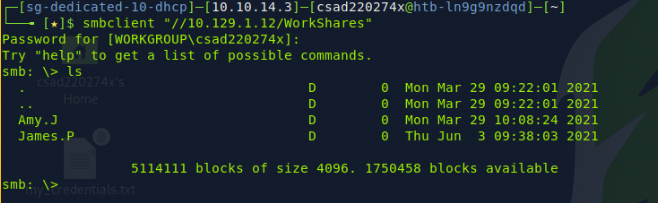 [sg-dedicated-10-dhcp]-[10.10.14.3]-[csad220274x@htb-ln9g9nzdqd]-[~]
[★]$ smbclient "//10.129.1.12/WorkShares"
Password for [WORKGROUP\csad220274x]:
Try "help" to get a list of possible commands.
smb: \> ls
. D 0 Mon Mar 29 09:22:01 2021
.. D 0 Mon Mar 29 09:22:01 2021
Amy.J D 0 Mon Mar 29 10:08:24 2021
James.P D 0 Thu Jun 3 09:38:03 2021
5114111 blocks of size 4096. 1750458 blocks available
smb: \>
csad220274x's
Home
my_credentials.txt